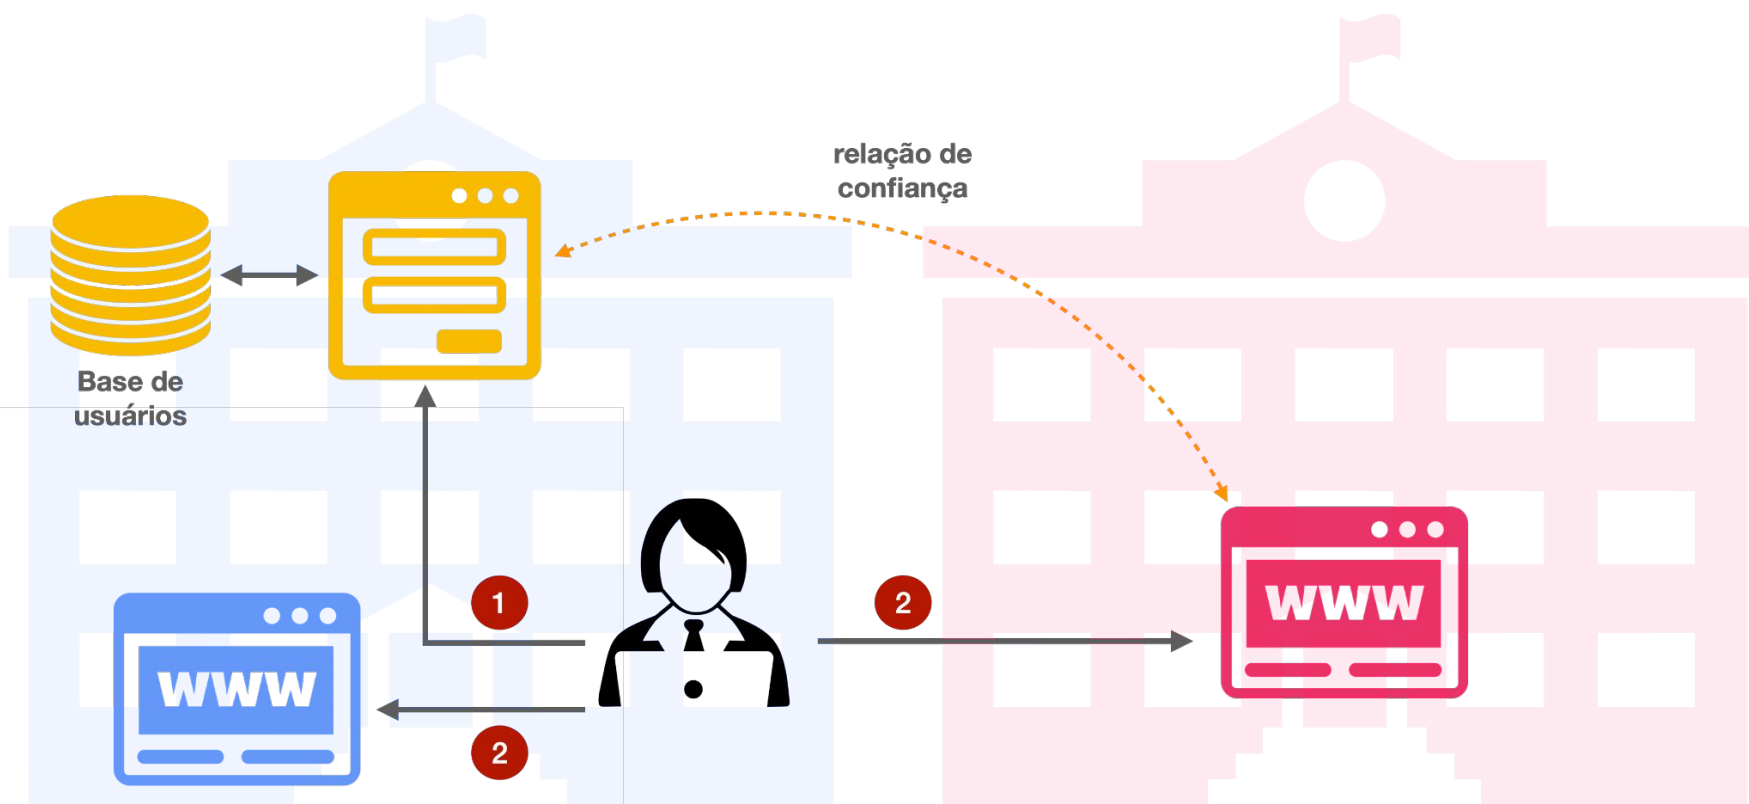 relação de
confiança
Base de
usuários
1
2
www
www
2